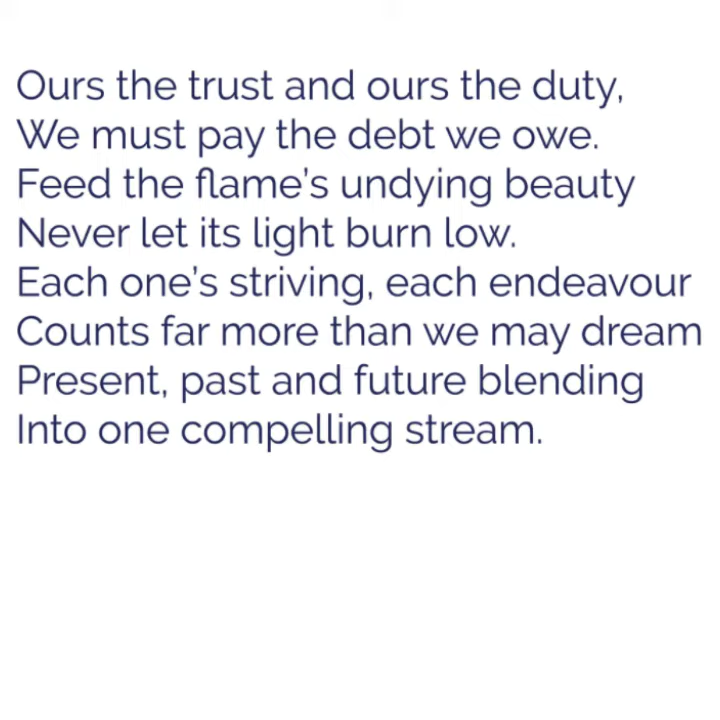 Ours the trust and ours the duty,
We must pay the debt we owe.
Feed the flame's undying beauty
Never let its light burn low.
Each one's striving, each endeavour
Counts far more than we may dream
Present, past and future blending
Into one compelling stream.